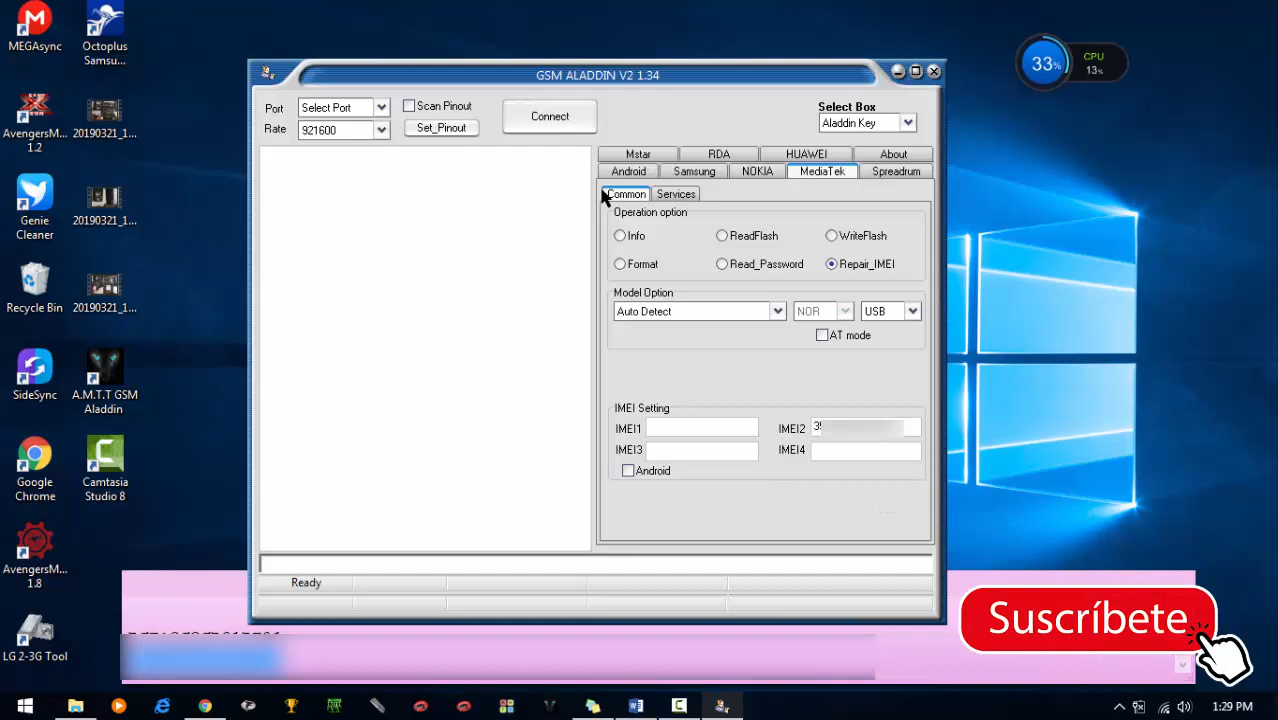 MEGAsync
Octoplus
Samsu...
33%
CPU
13%
AvengersM...
1.2
20190321_1...
Genie
Cleaner
20190321_1...
Recycle Bin
20190321_1...
SideSync
A.M.T.T GSM
Aladdin
Google
Chrome
Camtasia
Studio 8
AvengersM...
1.8
LG 2-3G Tool
GSM ALADDIN V2 1.34
Port
Select Port
Scan Pinout
Connect
Rate
921600
Set_Pinout
Select Box
Aladdin Key
Mstar
RDA
HUAWEI
About
Android
Samsung
NOKIA
MediaTek
Spreadrum
Common
Services
Operation option
Info
ReadFlash
WriteFlash
Format
Read_Password
Repair_IMEI
Model Option
Auto Detect
NOR
USB
AT mode
IMEI Setting
IMEI1
IMEI2
IMEI3
IMEI4
Android
Ready
Suscríbete
1:29 PM